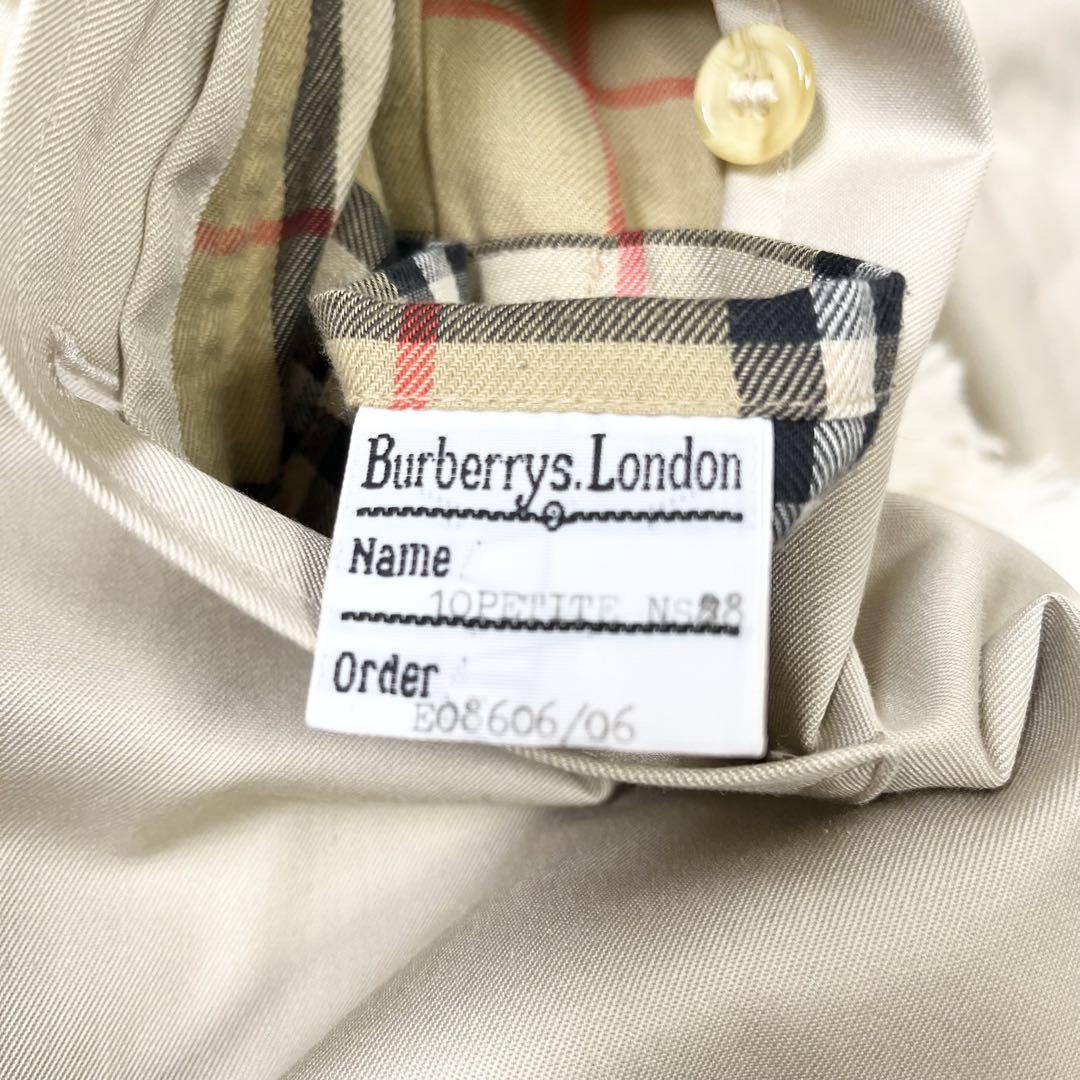 Burberrys. London
Name
10PETITE
Order
E08606/06